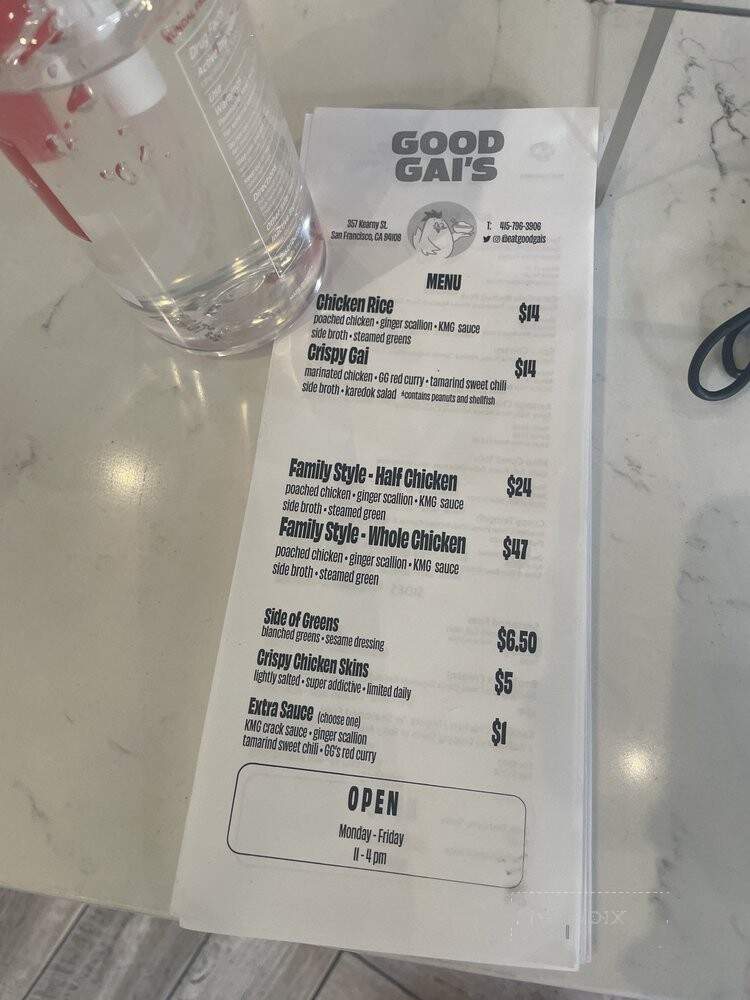 GOOD
GAI'S
357 Kearny St.
San Francisco, CA 94108
T: 415-796-3906
@eatgoodgais
MENU
Chicken Rice $14
poached chicken • ginger scallion • KMG sauce
side broth • steamed greens
Crispy Gai $14
marinated chicken • GG red curry • tamarind sweet chili
side broth • karedok salad *contains peanuts and shellfish
Family Style - Half Chicken $24
poached chicken • ginger scallion • KMG sauce
side broth • steamed green
Family Style - Whole Chicken $47
poached chicken • ginger scallion • KMG sauce
side broth • steamed green
Side of Greens $6.50
blanched greens • sesame dressing
Crispy Chicken Skins $5
lightly salted • super addictive • limited daily
Extra Sauce (choose one) $1
KMG crack sauce • ginger scallion
tamarind sweet chili • GG's red curry
OPEN
Monday - Friday
11 - 4 pm